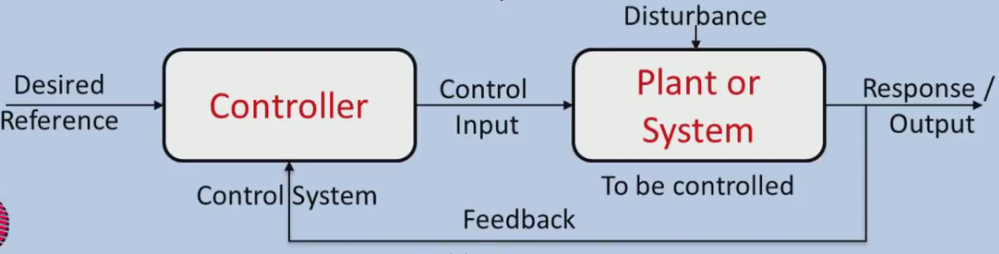 Disturbance
Desired
Reference
Controller
Control
Input
Plant or
System
Response /
Output
Control System
To be controlled
Feedback